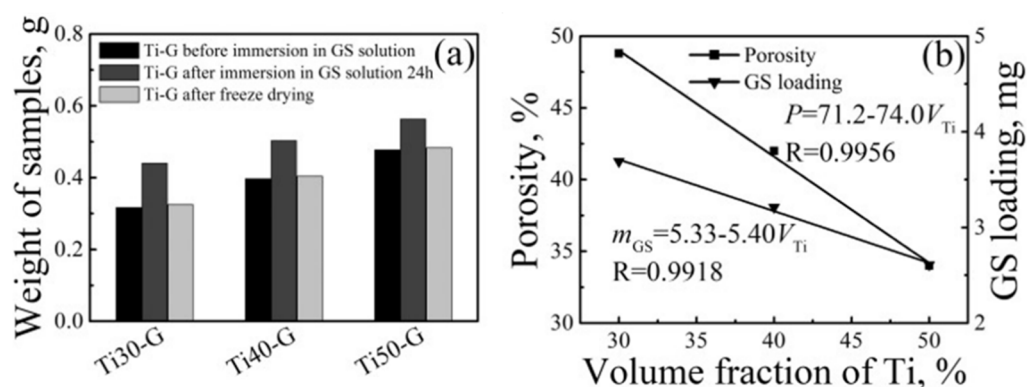 (a)
Weight of samples, g
0.8
0.6
0.4
0.2
0.0
Ti-G before immersion in GS solution
Ti-G after immersion in GS solution 24h
Ti-G after freeze drying
Ti30-G
Ti40-G
Ti50-G
(b)
Porosity, %
50
45
40
35
30
Porosity
GS loading
P=71.2-74.0V_Ti
R=0.9956
m_GS=5.33-5.40V_Ti
R=0.9918
5
4
3
2
GS loading, mg
30 35 40 45 50
Volume fraction of Ti, %